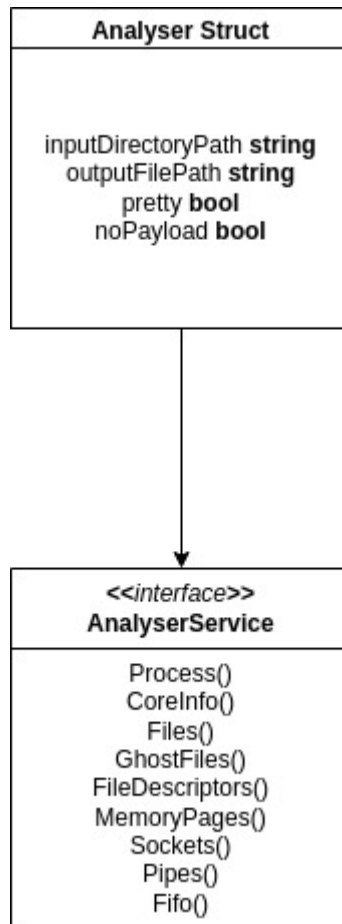 Analyser Struct
inputDirectoryPath string
outputFilePath string
pretty bool
noPayload bool
<<interface>>
AnalyserService
Process()
CoreInfo()
Files()
GhostFiles()
FileDescriptors()
MemoryPages()
Sockets()
Pipes()
Fifo()